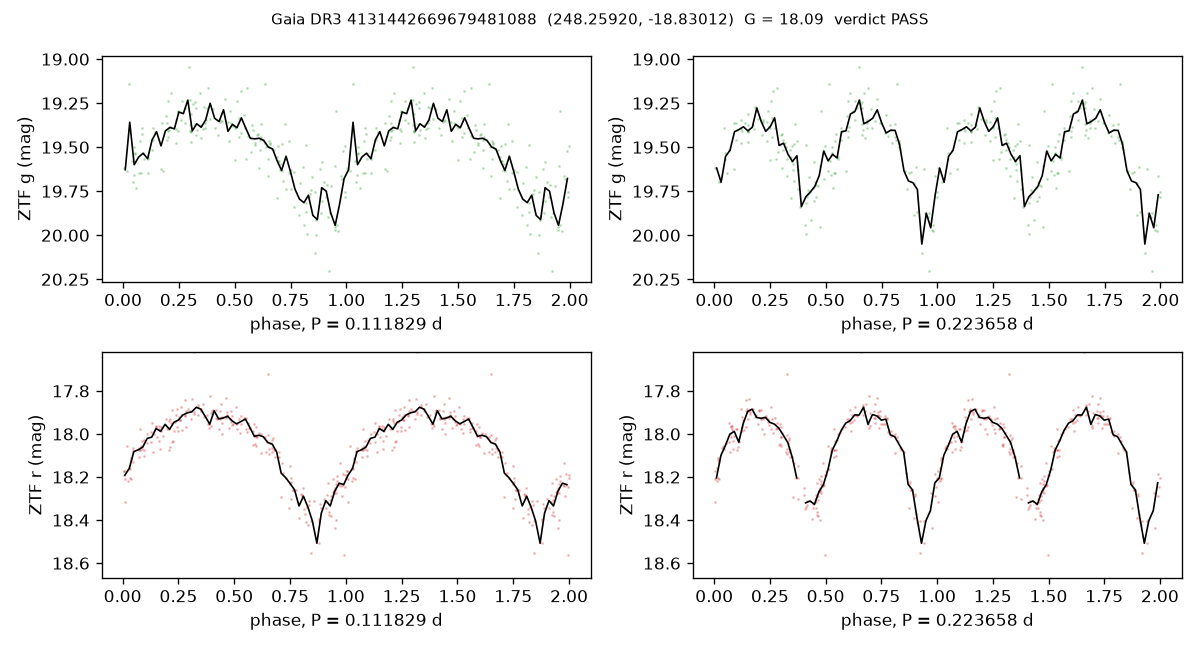 Gaia DR3 4131442669679481088  (248.25920, -18.83012)  G = 18.09  verdict PASS
ZTF g (mag)
19.00
19.25
19.50
19.75
20.00
20.25
0.00 0.25 0.50 0.75 1.00 1.25 1.50 1.75 2.00
phase, P = 0.111829 d
ZTF g (mag)
19.00
19.25
19.50
19.75
20.00
20.25
0.00 0.25 0.50 0.75 1.00 1.25 1.50 1.75 2.00
phase, P = 0.223658 d
ZTF r (mag)
17.8
18.0
18.2
18.4
18.6
0.00 0.25 0.50 0.75 1.00 1.25 1.50 1.75 2.00
phase, P = 0.111829 d
ZTF r (mag)
17.8
18.0
18.2
18.4
18.6
0.00 0.25 0.50 0.75 1.00 1.25 1.50 1.75 2.00
phase, P = 0.223658 d